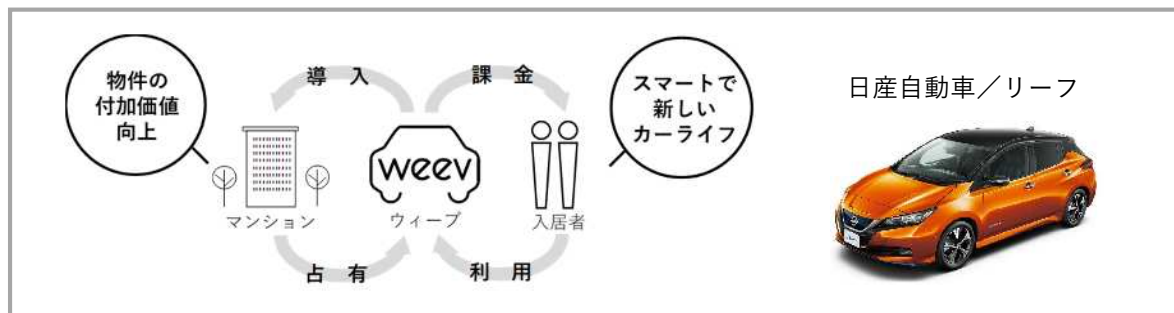 物件の
付加価値
向上
導入
課金
スマートで
新しい
カーライフ
日産自動車／リーフ
weev
マンション
ウィーブ
入居者
占有
利用